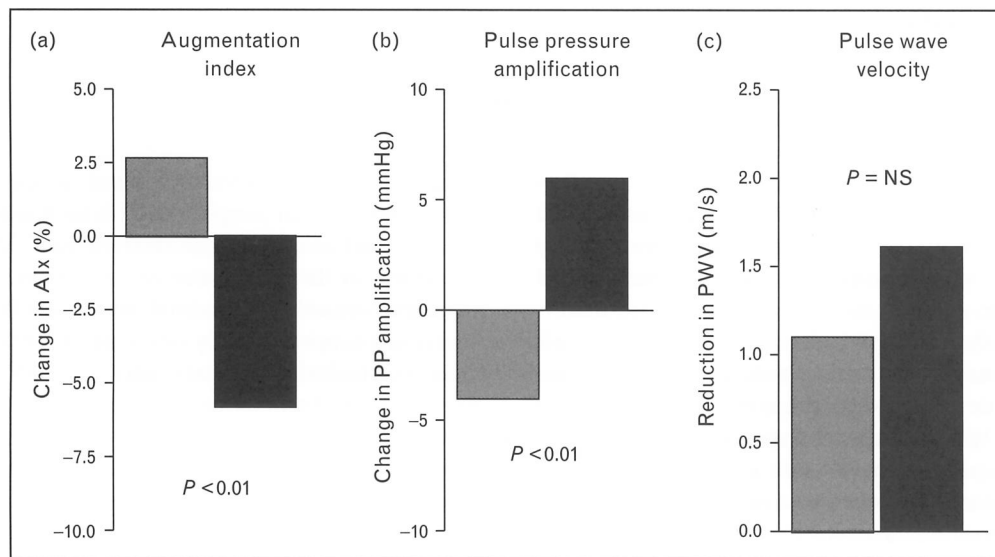 (a) Augmentation
index
5.0
2.5
0.0
−2.5
−5.0
−7.5
−10.0
Change in AIx (%)
P < 0.01
(b) Pulse pressure
amplification
10
5
0
−5
−10
Change in PP amplification (mmHg)
P < 0.01
(c) Pulse wave
velocity
2.5
2.0
1.5
1.0
0.5
0.0
Reduction in PWV (m/s)
P = NS